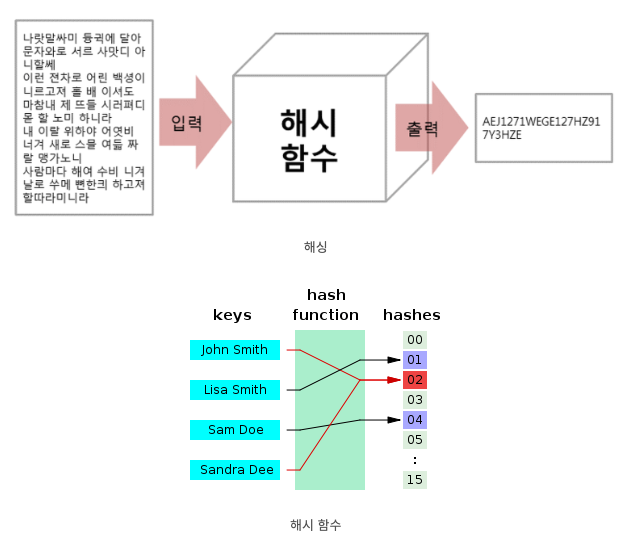 나랏말싸미 듕귁에 달아
문자와로 서르 사맛디 아
니할쎄
이런 젼차로 어린 백셩이
니르고져 홇 배 이셔도
마참내 제 뜨들 시러펴디
몯 할 노미 하니라
내 이랄 위하야 어엿비
너겨 새로 스믈 여듧 짜
랄 맹가노니
사람마다 해여 수비 니겨
날로 쑤메 뼌한킈 하고져
할따라미니라
입력
해시
함수
출력
AEJ1271WEGE127HZ91
7Y3HZE
해싱
keys
hash
function
hashes
John Smith
Lisa Smith
Sam Doe
Sandra Dee
00
01
02
03
04
05
:
15
해시 함수